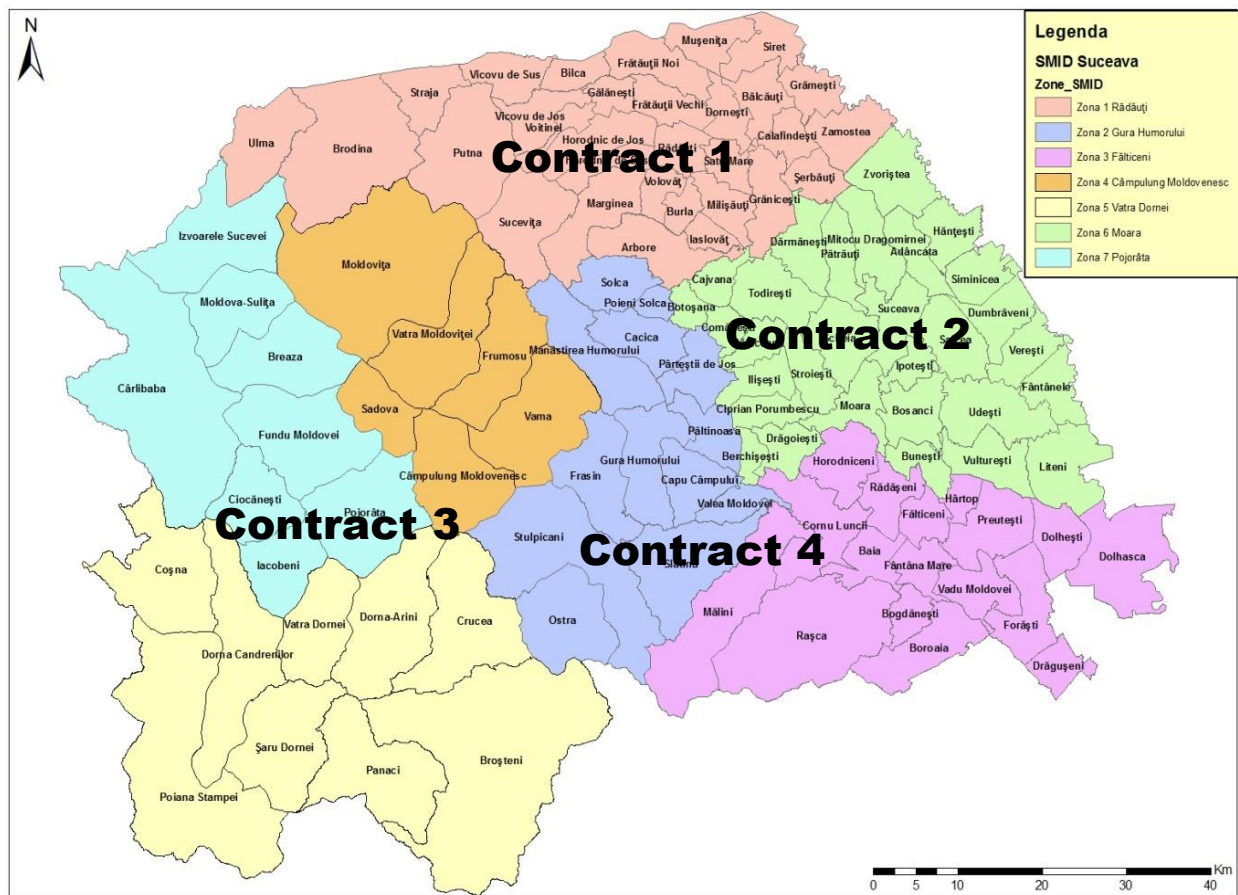 N
Legenda
SMID Suceava
Zone_SMID
Zona 1 Rădăuți
Zona 2 Gura Humorului
Zona 3 Fălticeni
Zona 4 Câmpulung Moldovenesc
Zona 5 Vatra Dornei
Zona 6 Moara
Zona 7 Pojorâta
Mușenița
Siret
Frătăuții Noi
Vicovu de Sus
Bilca
Straja
Gălănești
Grămești
Bălcăuți
Frătăuții Vechi
Dornești
Vicovu de Jos
Voitinel
Calafindești
Zamostea
Ulma
Brodina
Putna
Horodnic de Jos
Rădăuți
Satu Mare
Contract 1
Volovăț
Șerbăuți
Zvoriștea
Marginea
Burla
Milișăuți
Grănicești
Sucevița
Arbore
Iaslovăț
Izvoarele Sucevei
Dărmănești
Mitocu Dragomirnei
Hănțești
Pătrăuți
Adâncata
Moldovița
Solca
Cajvana
Todirești
Siminicea
Moldova-Sulița
Poieni Solca
Botoșana
Suceava
Dumbrăveni
Vatra Moldoviței
Cacica
Contract 2
Breaza
Frumosu
Mănăstirea Humorului
Verești
Părteștii de Jos
Ipotești
Cârlibaba
Ilișești
Stroiești
Fântânele
Sadova
Vama
Ciprian Porumbescu
Moara
Bosanci
Udești
Fundu Moldovei
Păltinoasa
Drăgoiești
Gura Humorului
Berchișești
Bunești
Vulturești
Liteni
Câmpulung Moldovenesc
Frasin
Capu Câmpului
Horodniceni
Rădășeni
Ciocănești
Pojorâta
Valea Moldovei
Hârtop
Contract 3
Fălticeni
Preutești
Cornu Luncii
Stulpicani
Contract 4
Dolhești
Dolhasca
Baia
Slatina
Fântâna Mare
Iacobeni
Coșna
Vadu Moldovei
Mălini
Dorna-Arini
Bogdănești
Vatra Dornei
Crucea
Ostra
Rașca
Forăști
Boroaia
Dorna Candrenilor
Drăgușeni
Șaru Dornei
Broșteni
Panaci
Poiana Stampei
Km
0 5 10 20 30 40